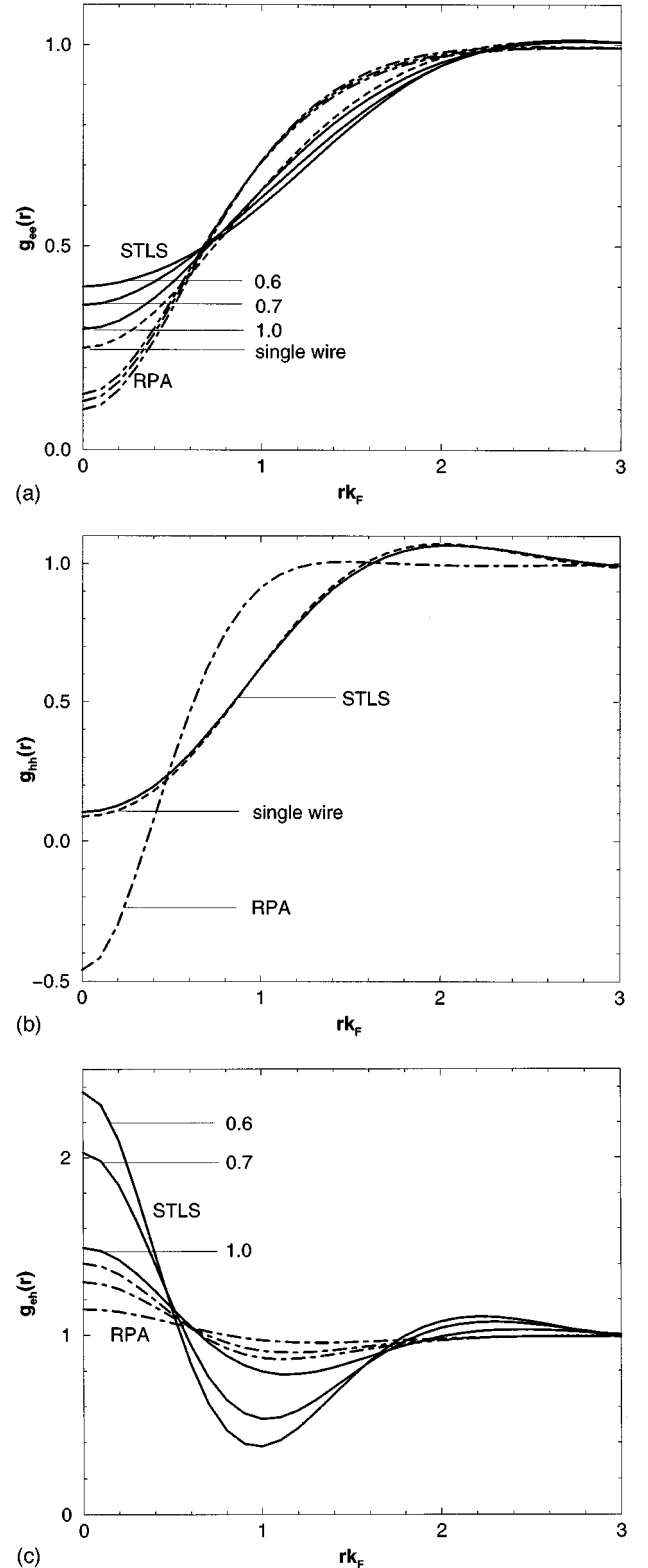 1.0
0.5
0.0
g_ee(r)
STLS
0.6
0.7
1.0
single wire
RPA
0 1 2 3
rk_F
(a)
1.0
0.5
0.0
−0.5
g_hh(r)
STLS
single wire
RPA
0 1 2 3
rk_F
(b)
2
1
0
g_eh(r)
0.6
0.7
STLS
1.0
RPA
0 1 2 3
rk_F
(c)